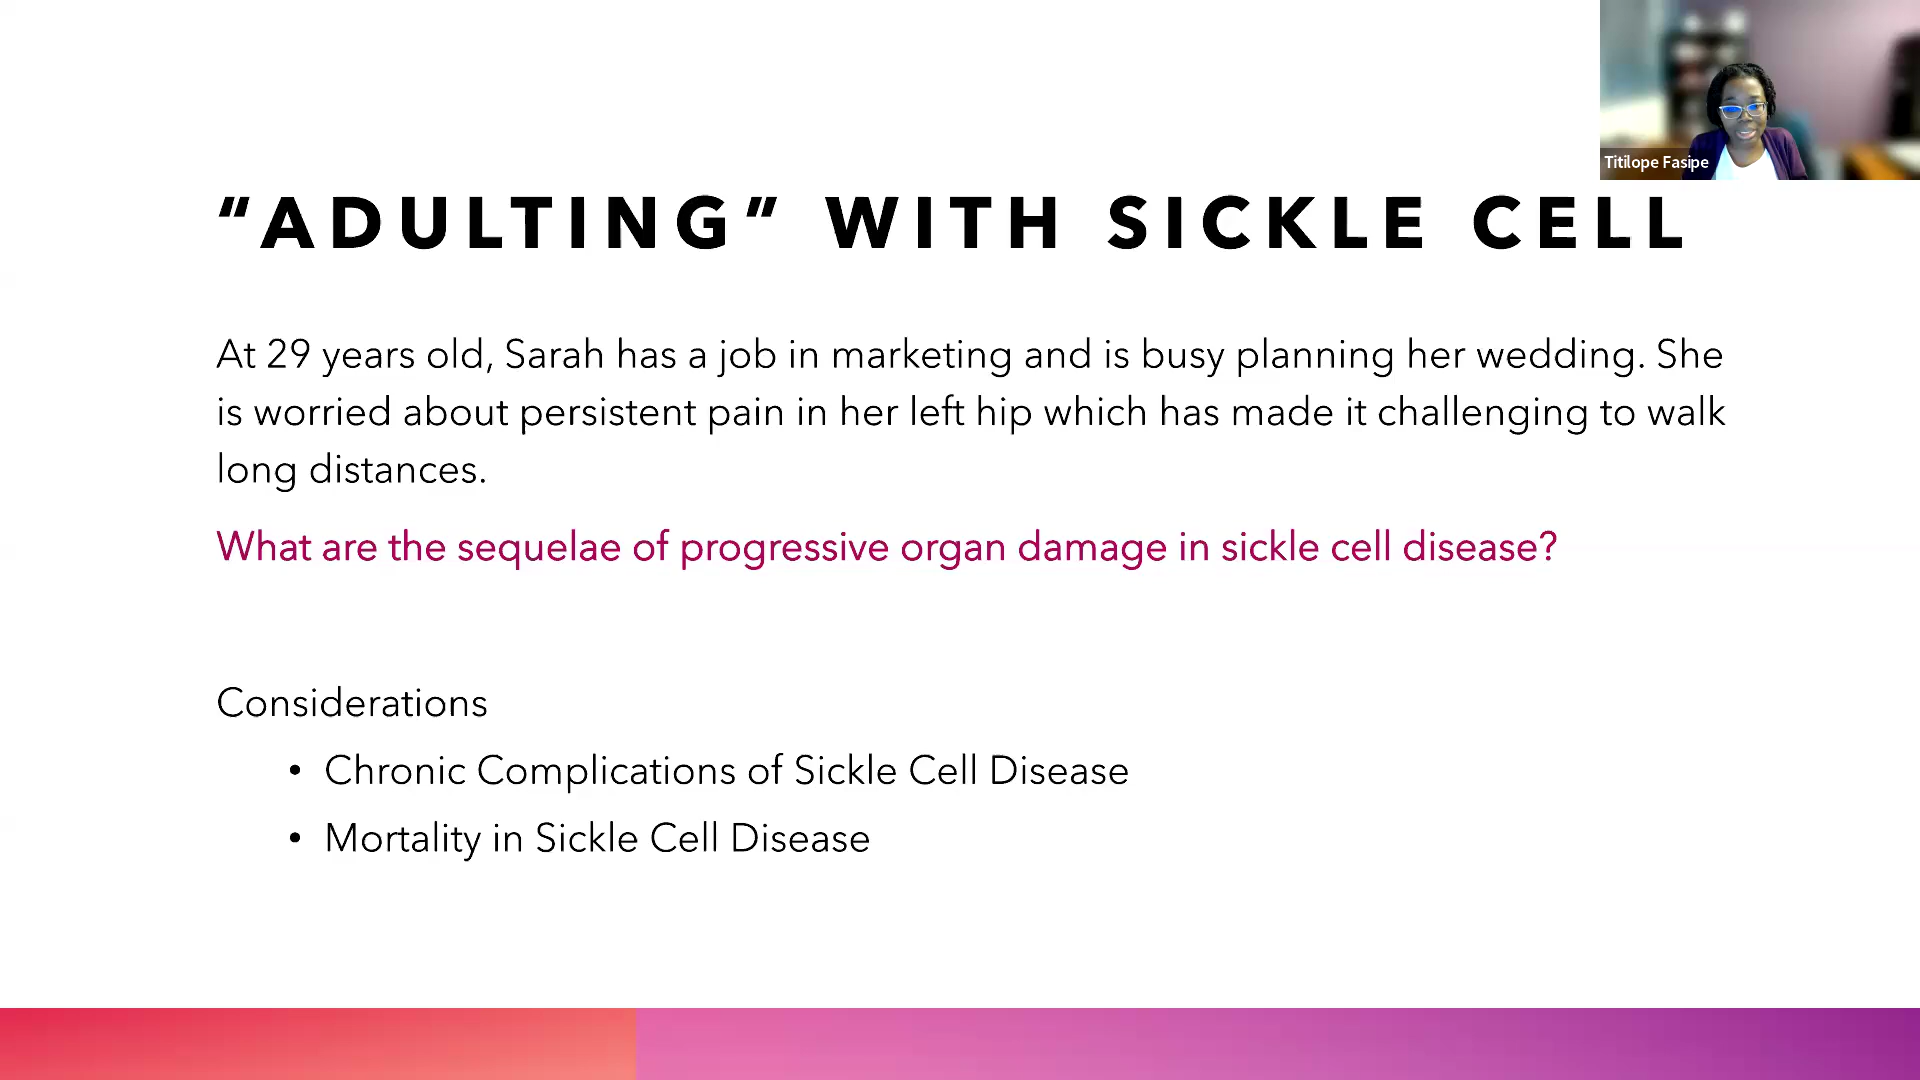 Titilope Fasipe
“ADULTING” WITH SICKLE CELL
At 29 years old, Sarah has a job in marketing and is busy planning her wedding. She
is worried about persistent pain in her left hip which has made it challenging to walk
long distances.
What are the sequelae of progressive organ damage in sickle cell disease?
Considerations
• Chronic Complications of Sickle Cell Disease
• Mortality in Sickle Cell Disease